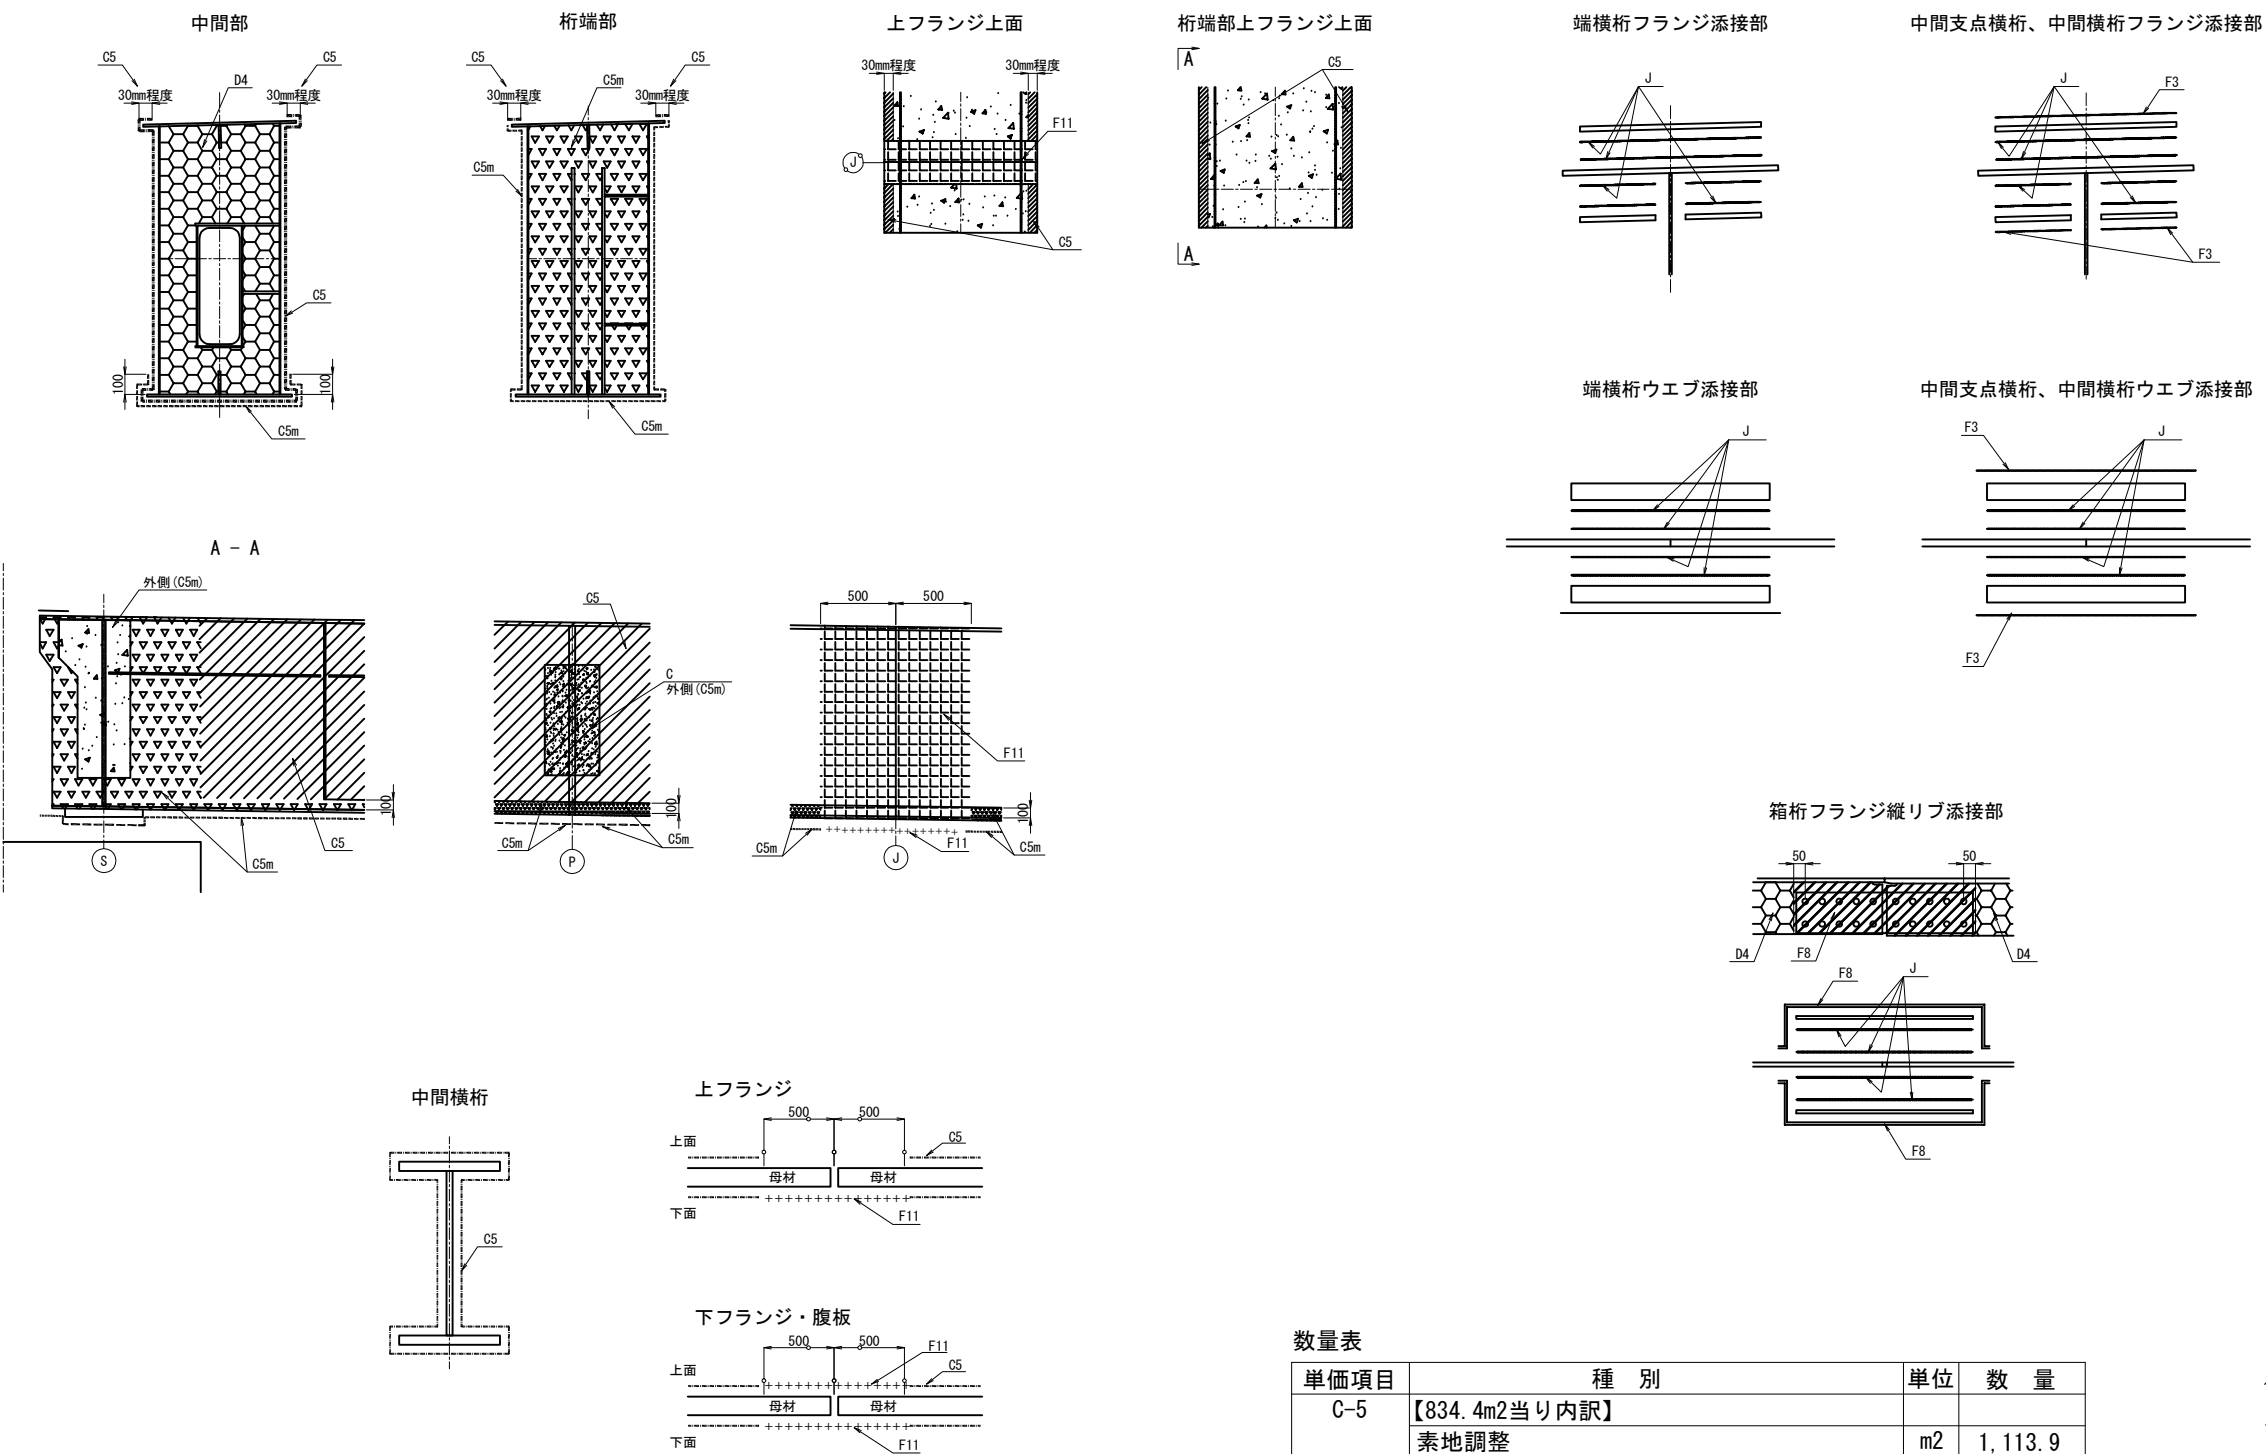 中間部
C5
C5
D4
30mm程度
30mm程度
C5
100
100
C5m
桁端部
C5
C5
C5m
30mm程度
30mm程度
C5m
C5m
上フランジ上面
30mm程度
30mm程度
F11
J
C5
桁端部上フランジ上面
A
C5
A
端横桁フランジ添接部
J
中間支点横桁、中間横桁フランジ添接部
J
F3
F3
端横桁ウエブ添接部
J
中間支点横桁、中間横桁ウエブ添接部
F3
J
F3
A - A
外側(C5m)
100
C5
C5m
S
C5
C
外側(C5m)
100
C5m
C5m
P
500
500
F11
100
C5m
F11
C5m
J
箱桁フランジ縦リブ添接部
50
50
D4
F8
D4
F8
J
F8
中間横桁
C5
上フランジ
500
500
上面
C5
母材
母材
下面
F11
下フランジ・腹板
500
500
F11
上面
C5
母材
母材
下面
F11
数量表
単価項目 種 別 単位 数 量
C-5 【834.4m2当り内訳】
素地調整 m2 1,113.9